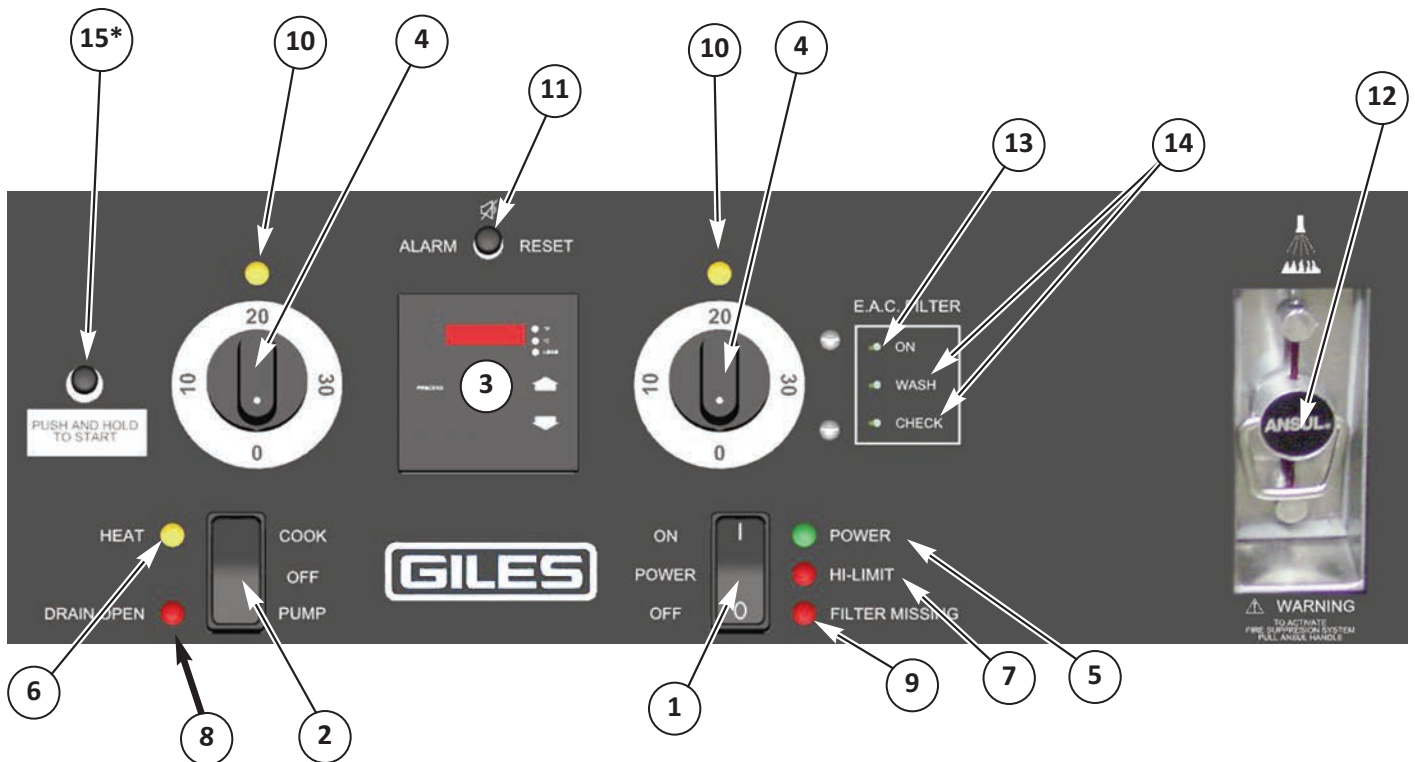 15*
10
4
11
10
4
13
14
12
ALARM
RESET
20
10
30
0
PUSH AND HOLD
TO START
PROCESS
3
20
10
30
0
E.A.C. FILTER
ON
WASH
CHECK
ANSUL®
HEAT
COOK
OFF
DRAIN OPEN
PUMP
GILES
ON
I
POWER
POWER
HI-LIMIT
OFF
O
FILTER MISSING
⚠ WARNING
TO ACTIVATE
FIRE SUPPRESION SYSTEM
PULL ANSUL HANDLE
6
8
2
1
9
7
5